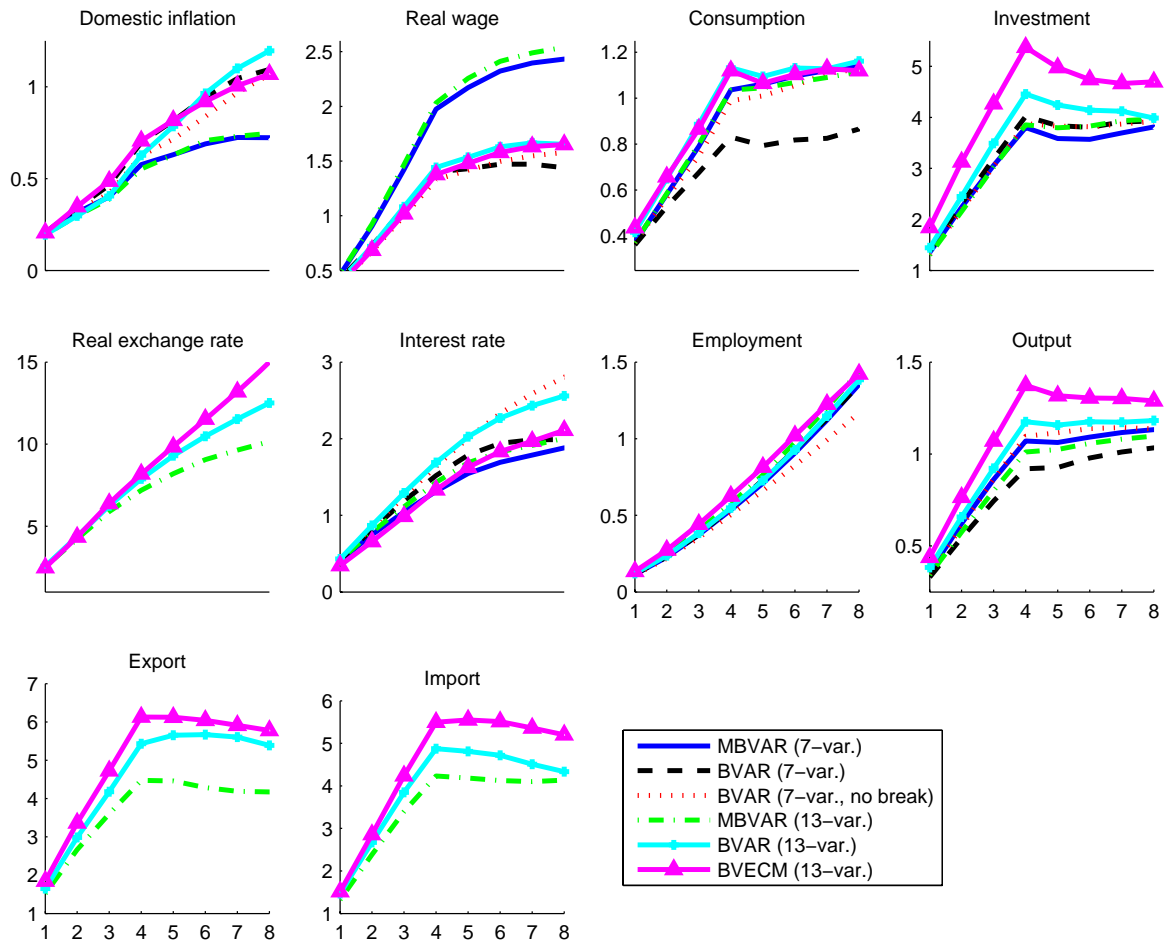 Domestic inflation
Real wage
Consumption
Investment
1
0.5
0
2.5
2
1.5
1
0.5
1.2
1
0.8
0.6
0.4
5
4
3
2
1
Real exchange rate
Interest rate
Employment
Output
15
10
5
3
2
1
0
1.5
1
0.5
0
1 2 3 4 5 6 7 8
1.5
1
0.5
1 2 3 4 5 6 7 8
Export
Import
7
6
5
4
3
2
1
1 2 3 4 5 6 7 8
6
5
4
3
2
1
1 2 3 4 5 6 7 8
MBVAR (7−var.)
BVAR (7−var.)
BVAR (7−var., no break)
MBVAR (13−var.)
BVAR (13−var.)
BVECM (13−var.)